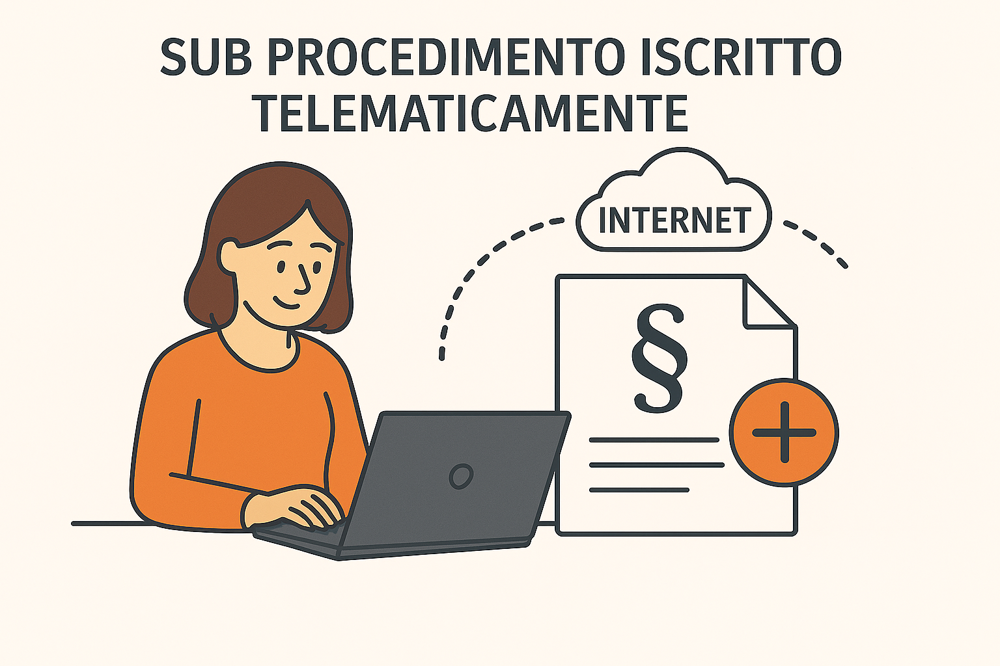 SUB PROCEDIMENTO ISCRITTO
TELEMATICAMENTE
INTERNET
§